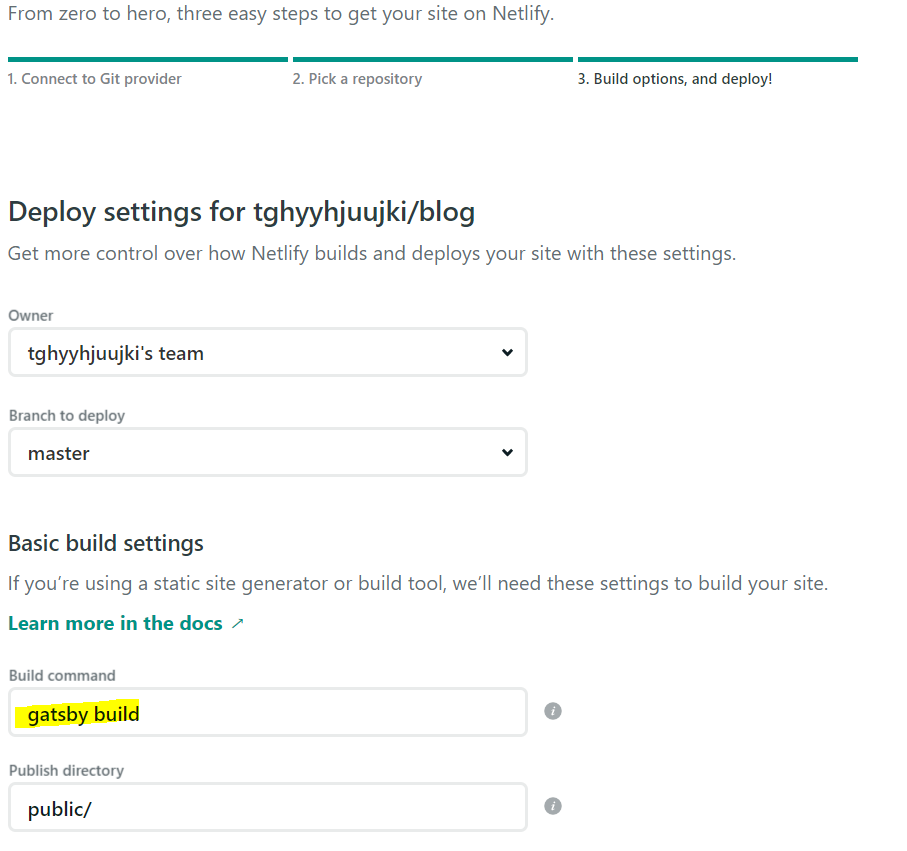 From zero to hero, three easy steps to get your site on Netlify.
1. Connect to Git provider
2. Pick a repository
3. Build options, and deploy!
Deploy settings for tghyyhjuujki/blog
Get more control over how Netlify builds and deploys your site with these settings.
Owner
tghyyhjuujki's team
Branch to deploy
master
Basic build settings
If you’re using a static site generator or build tool, we’ll need these settings to build your site.
Learn more in the docs ↗
Build command
gatsby build
i
Publish directory
public/
i